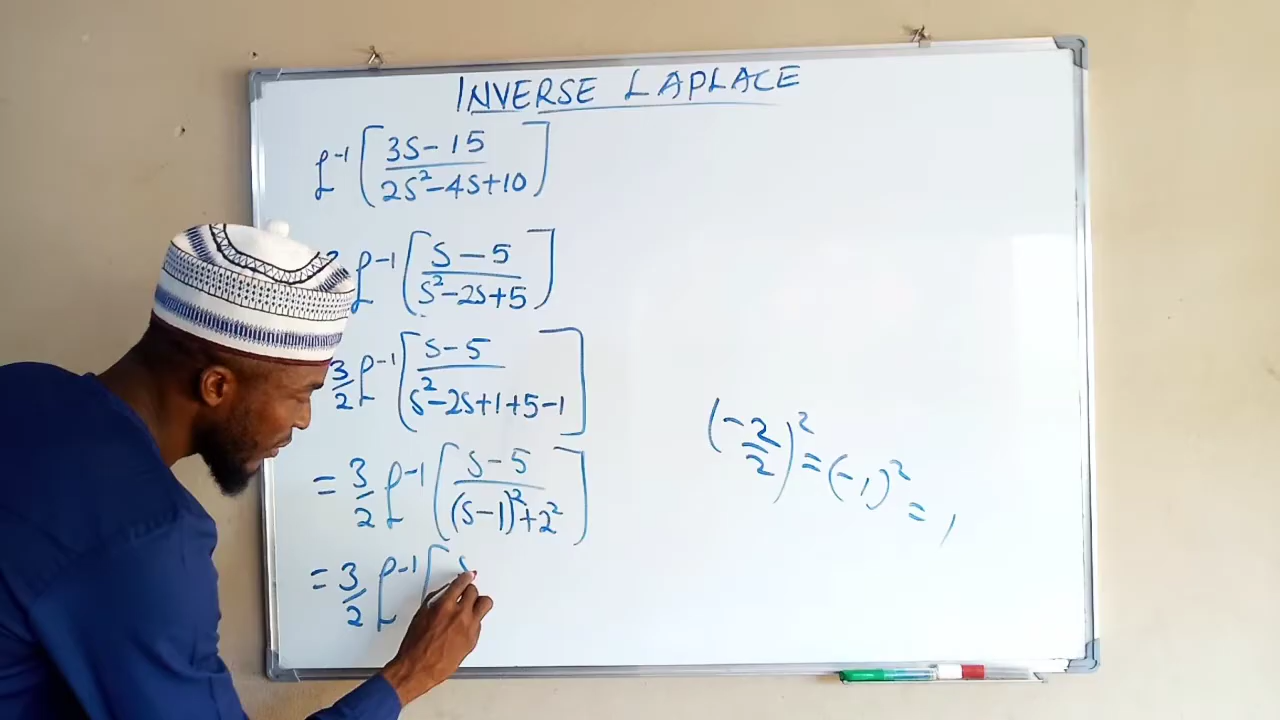 INVERSE LAPLACE
ℒ⁻¹[(3S-15)/(2S²-4S+10)]
ℒ⁻¹[(S-5)/(S²-2S+5)]
3/2 ℒ⁻¹[(S-5)/(S²-2S+1+5-1)]
= 3/2 ℒ⁻¹[(S-5)/((S-1)²+2²)]
= 3/2 ℒ⁻¹[S
(-2/2)² = (-1)² = 1